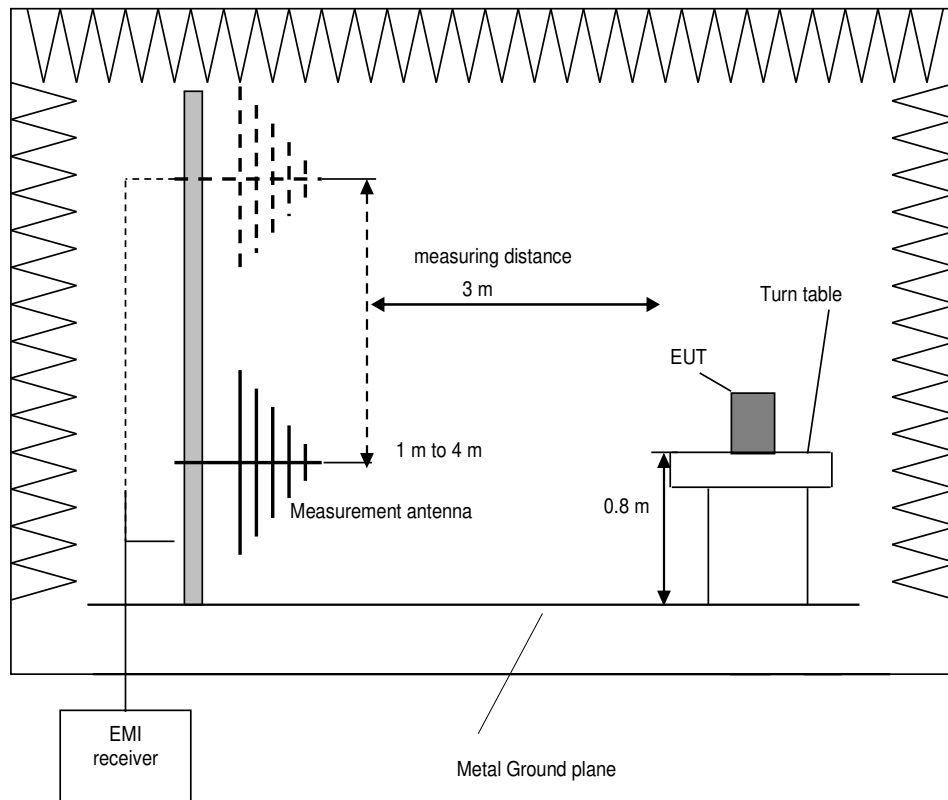 measuring distance
3 m
Turn table
EUT
1 m to 4 m
Measurement antenna
0.8 m
EMI
receiver
Metal Ground plane